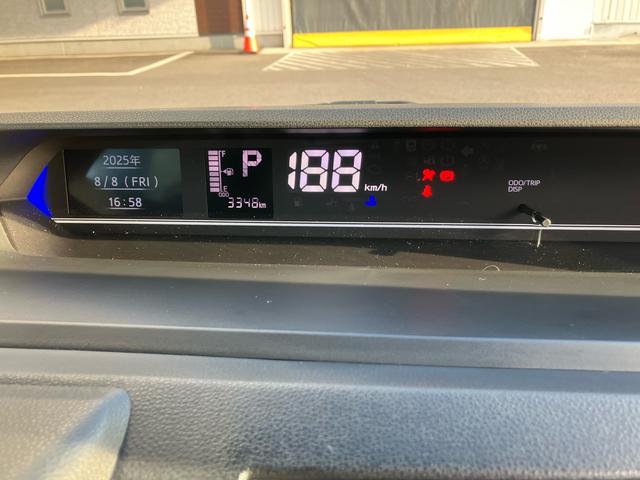 2025年
8/8 (FRI)
16:58
F
P
E
ODO
3348km
188
km/h
ODO/TRIP
DISP